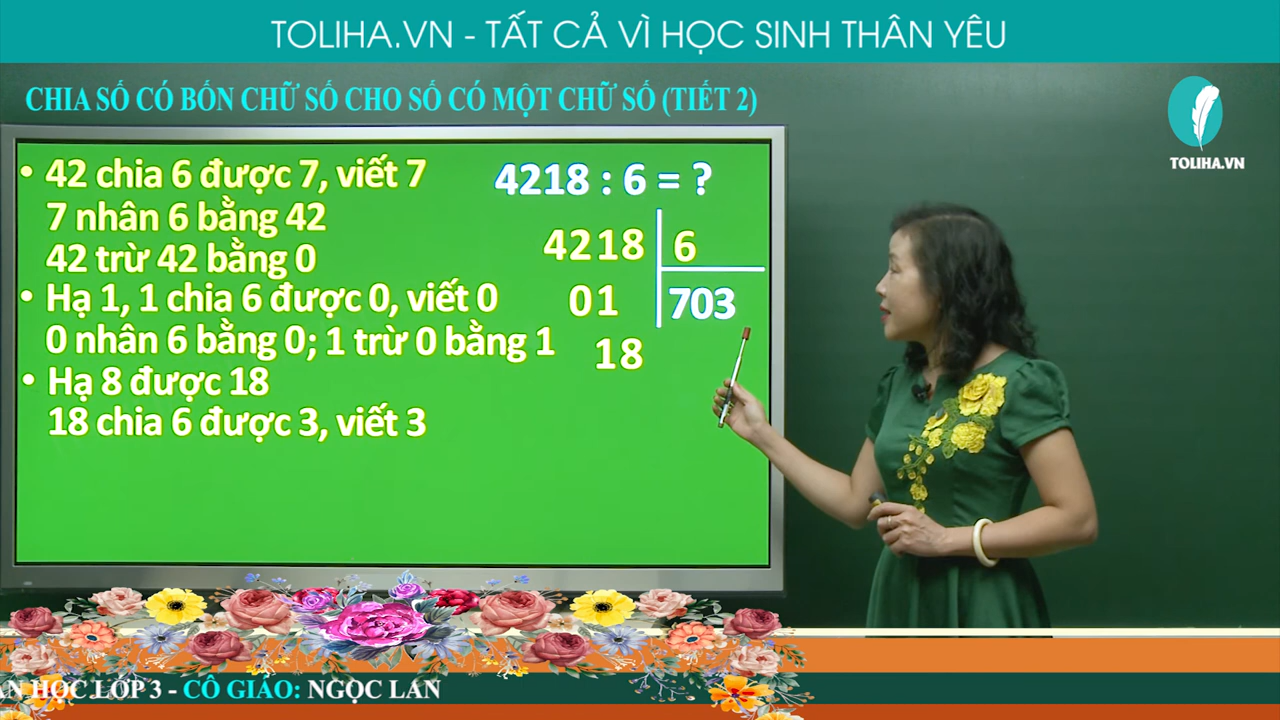 TOLIHA.VN - TẤT CẢ VÌ HỌC SINH THÂN YÊU
CHIA SỐ CÓ BỐN CHỮ SỐ CHO SỐ CÓ MỘT CHỮ SỐ (TIẾT 2)
TOLIHA.VN
• 42 chia 6 được 7, viết 7
7 nhân 6 bằng 42
42 trừ 42 bằng 0
• Hạ 1, 1 chia 6 được 0, viết 0
0 nhân 6 bằng 0; 1 trừ 0 bằng 1
• Hạ 8 được 18
18 chia 6 được 3, viết 3
4218 : 6 = ?
4218 6
01 703
18
HỌC LỚP 3 - CÔ GIÁO: NGỌC LAN